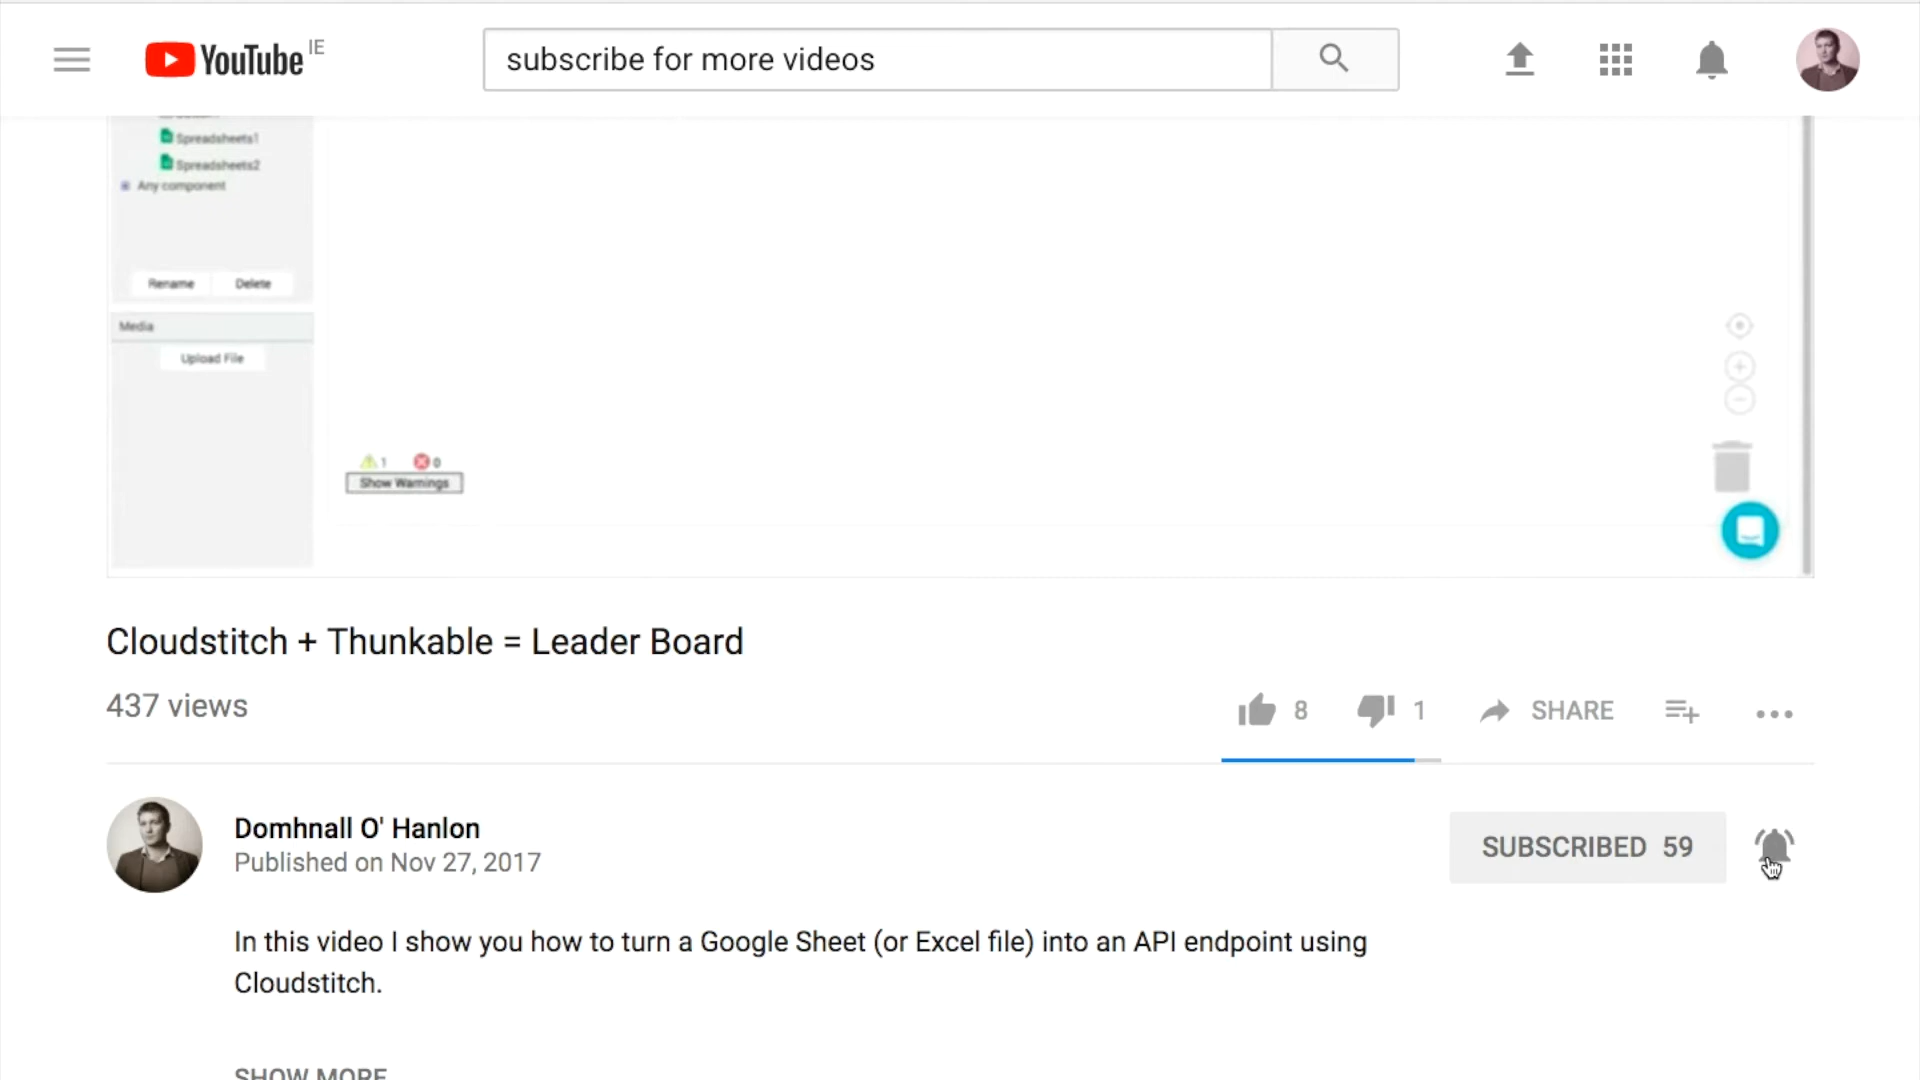 YouTube IE
subscribe for more videos
Spreadsheets1
Spreadsheets2
Any component
Rename Delete
Media
Upload File
1 0
Show Warnings
Cloudstitch + Thunkable = Leader Board
437 views
8 1 SHARE
Domhnall O' Hanlon
Published on Nov 27, 2017
SUBSCRIBED 59
In this video I show you how to turn a Google Sheet (or Excel file) into an API endpoint using
Cloudstitch.
SHOW MORE